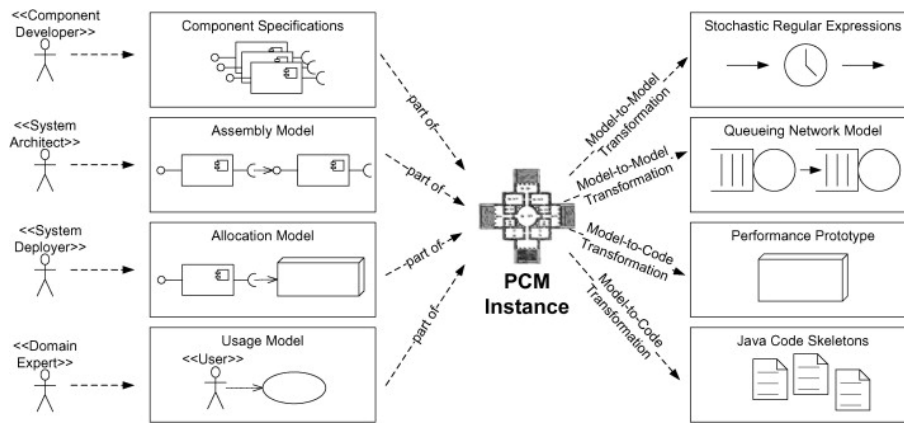 <<Component
Developer>>
Component Specifications
<<System
Architect>>
Assembly Model
<<System
Deployer>>
Allocation Model
<<Domain
Expert>>
Usage Model
<<User>>
part of
part of
part of
part of
PCM
Instance
Model-to-Model
Transformation
Model-to-Model
Transformation
Model-to-Code
Transformation
Model-to-Code
Transformation
Stochastic Regular Expressions
Queueing Network Model
Performance Prototype
Java Code Skeletons